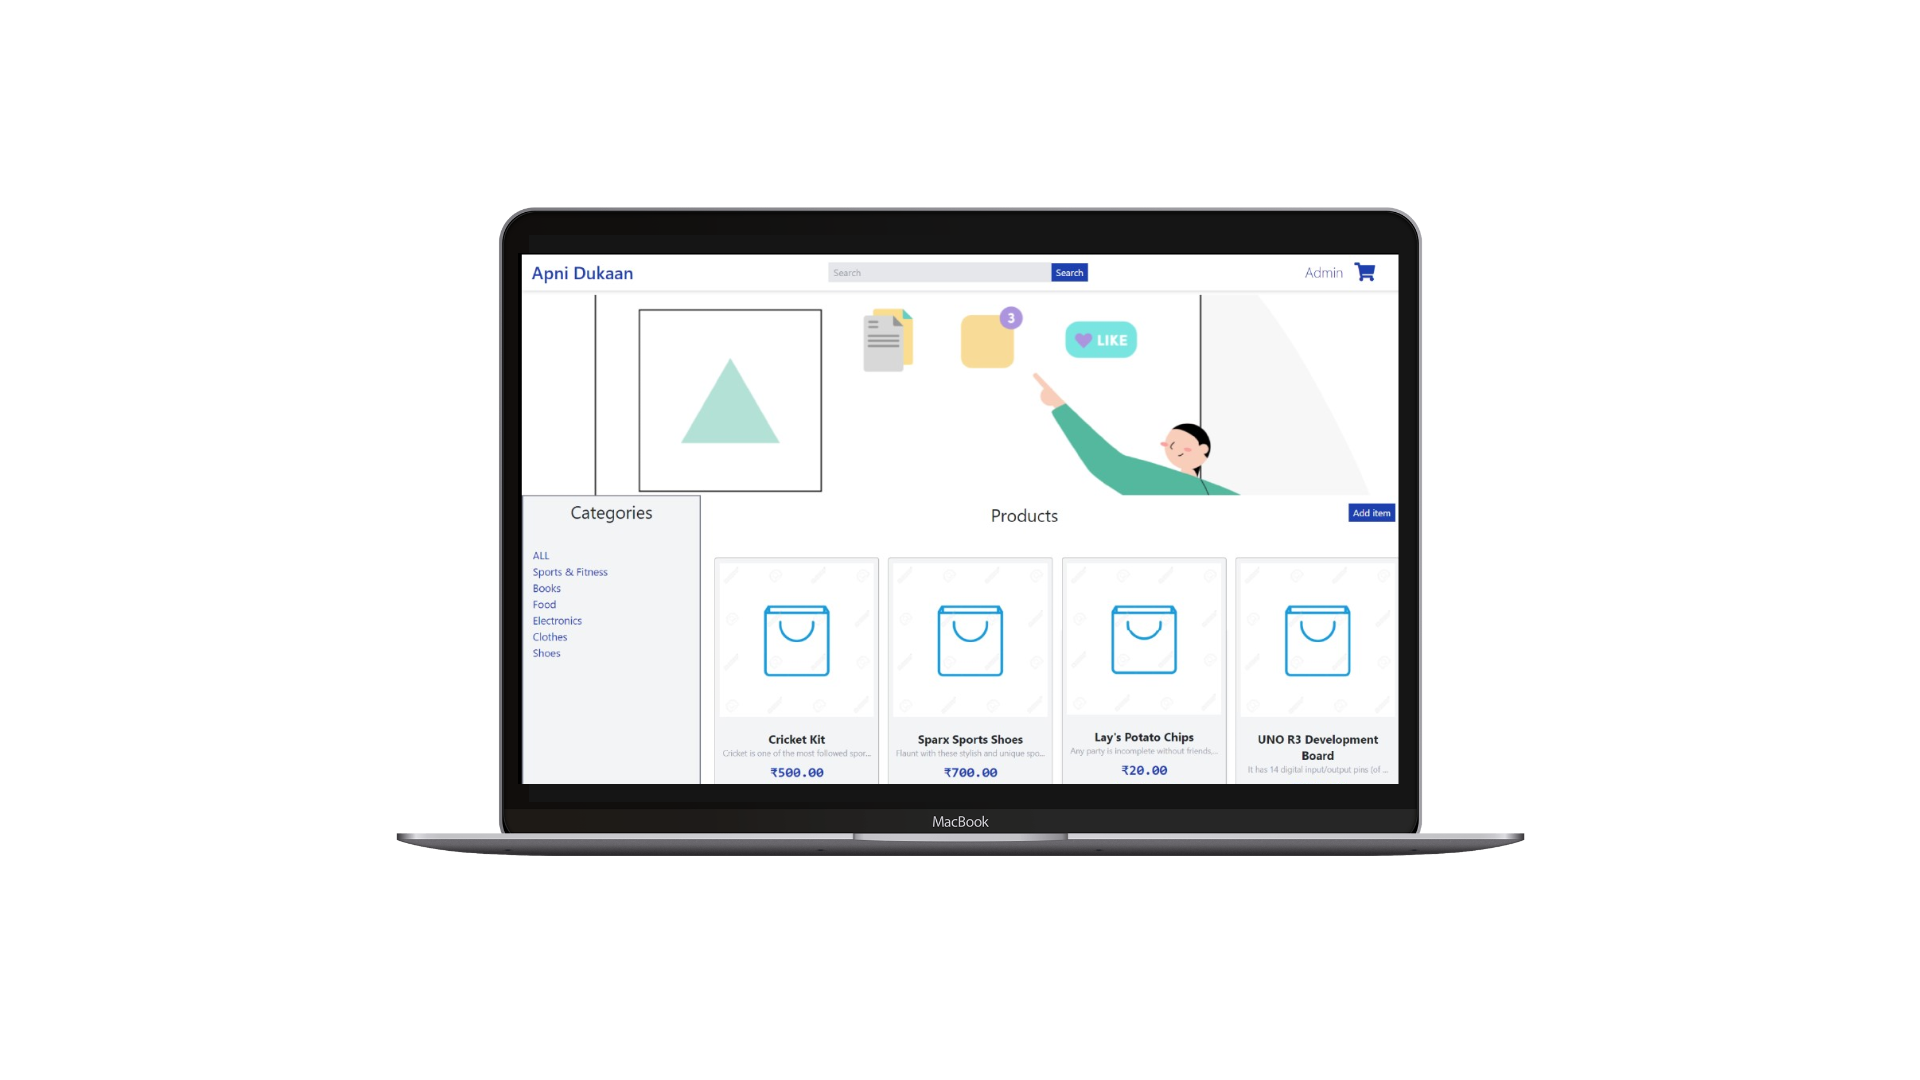 Apni Dukaan
Search
Search
Admin
3
LIKE
Categories
ALL
Sports & Fitness
Books
Food
Electronics
Clothes
Shoes
Products
Add item
Cricket Kit
Cricket is one of the most followed spor...
₹500.00
Sparx Sports Shoes
Flaunt with these stylish and unique spo...
₹700.00
Lay's Potato Chips
Any party is incomplete without friends,...
₹20.00
UNO R3 Development
Board
It has 14 digital input/output pins (of ...
MacBook